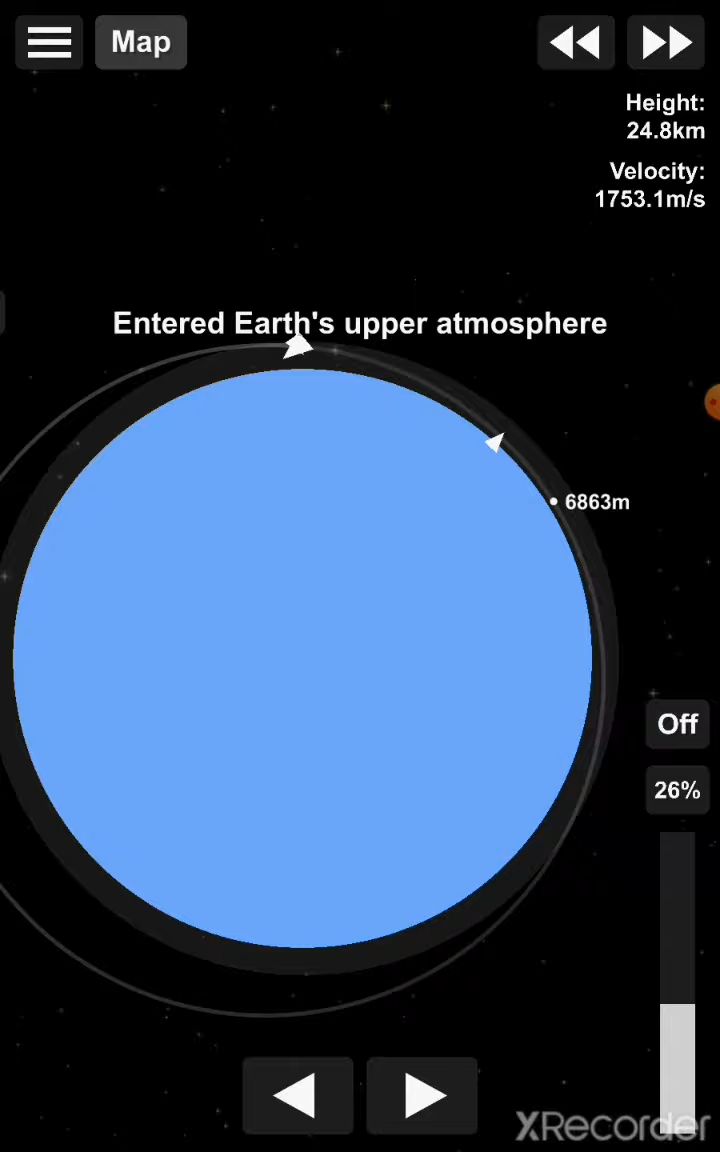 Map
Height:
24.8km
Velocity:
1753.1m/s
Entered Earth's upper atmosphere
6863m
Off
26%
XRecorder